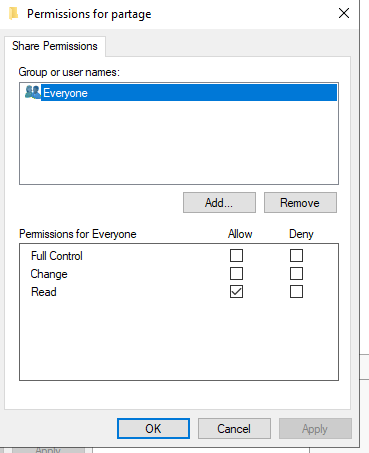 Permissions for partage
Share Permissions
Group or user names:
Everyone
Add... Remove
Permissions for Everyone Allow Deny
Full Control
Change
Read
OK Cancel Apply
Apply